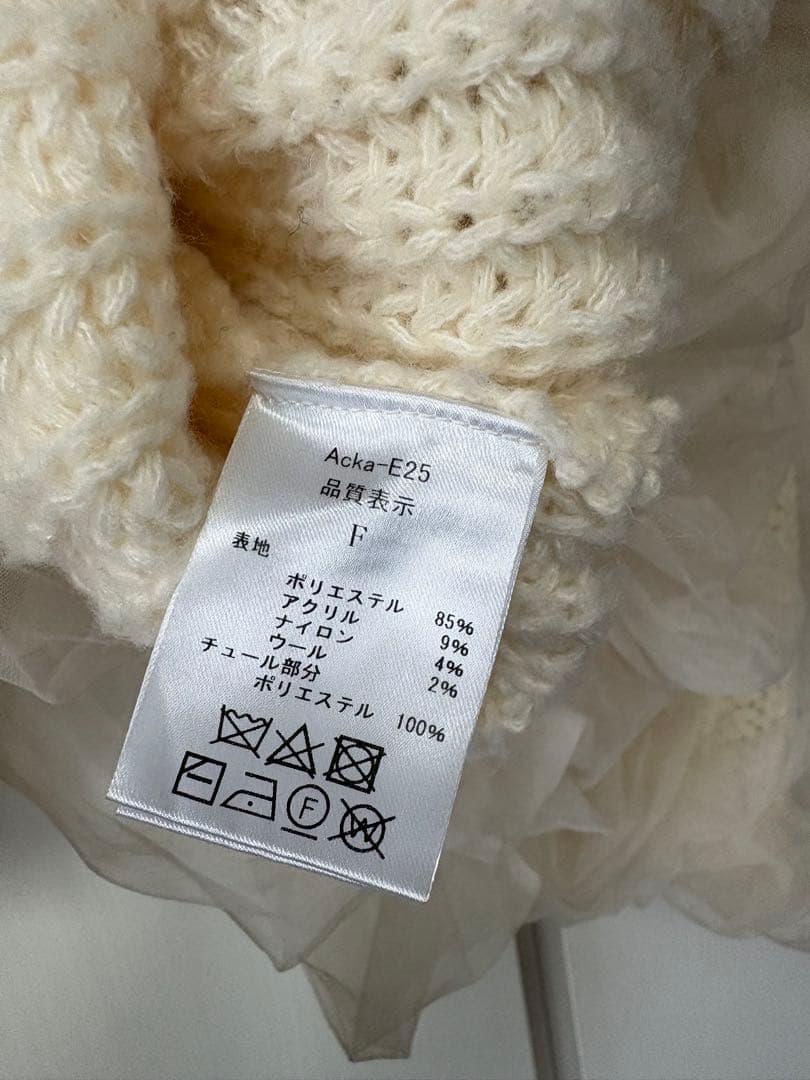 Acka-E25
品質表示
F
表地
ポリエステル 85%
アクリル 9%
ナイロン 4%
ウール 2%
チュール部分
ポリエステル 100%
F
W